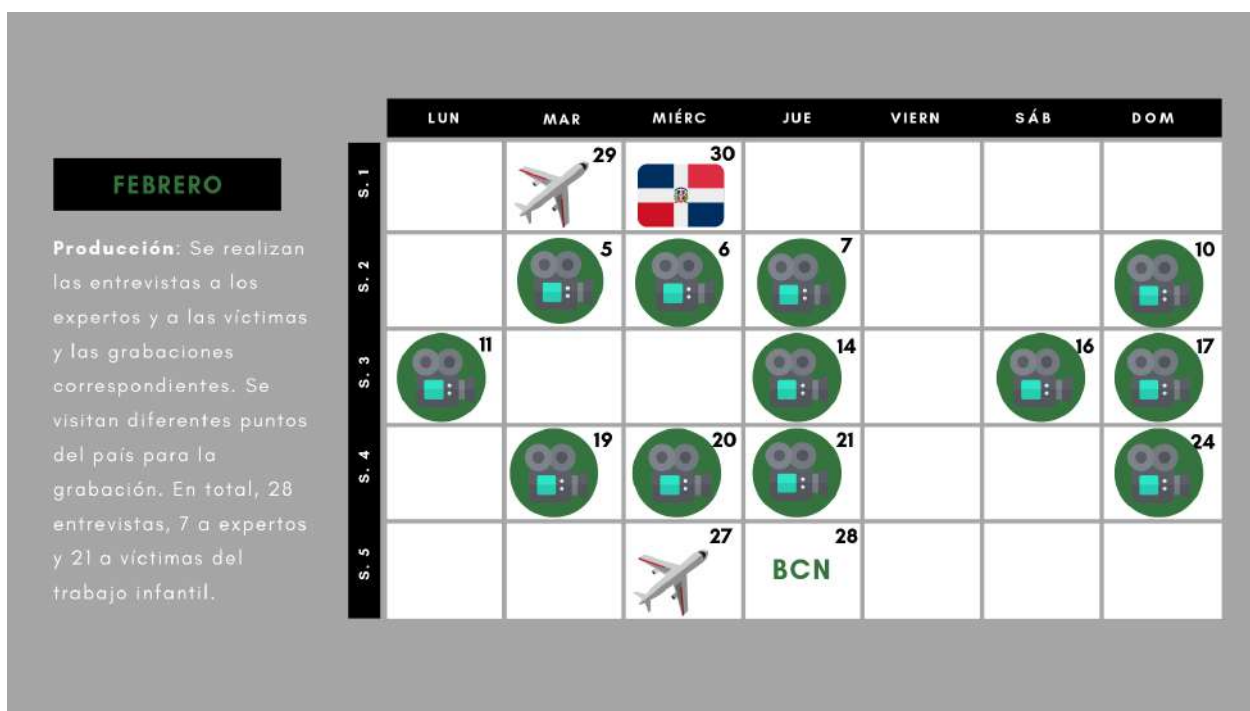 LUN MAR MIÉRC JUE VIERN SÁB DOM
FEBRERO
Producción: Se realizan
las entrevistas a los
expertos y a las víctimas
y las grabaciones
correspondientes. Se
visitan diferentes puntos
del país para la
grabación. En total, 28
entrevistas, 7 a expertos
y 21 a víctimas del
trabajo infantil.
S. 1
29 30
S. 2
5 6 7 10
S. 3
11 14 16 17
S. 4
19 20 21 24
S. 5
27 28
BCN